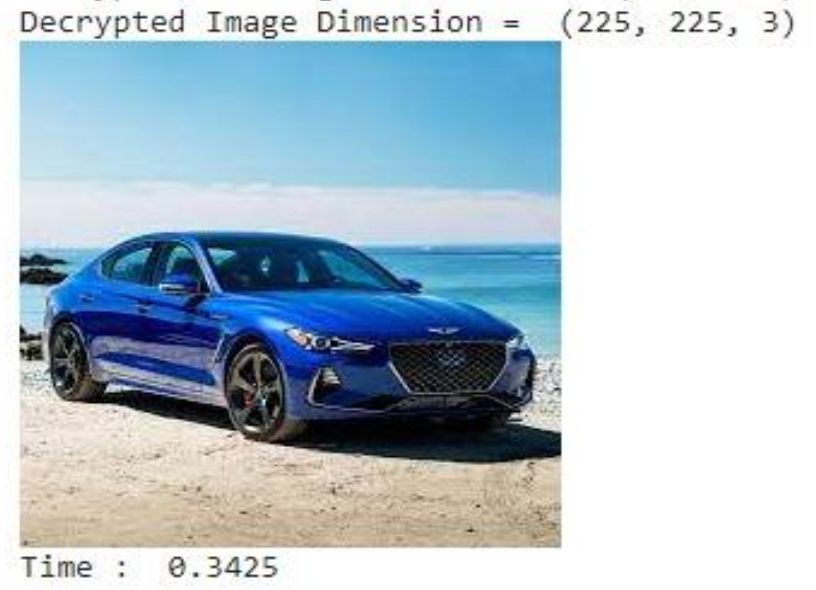 Decrypted Image Dimension =  (225, 225, 3)
Time :  0.3425